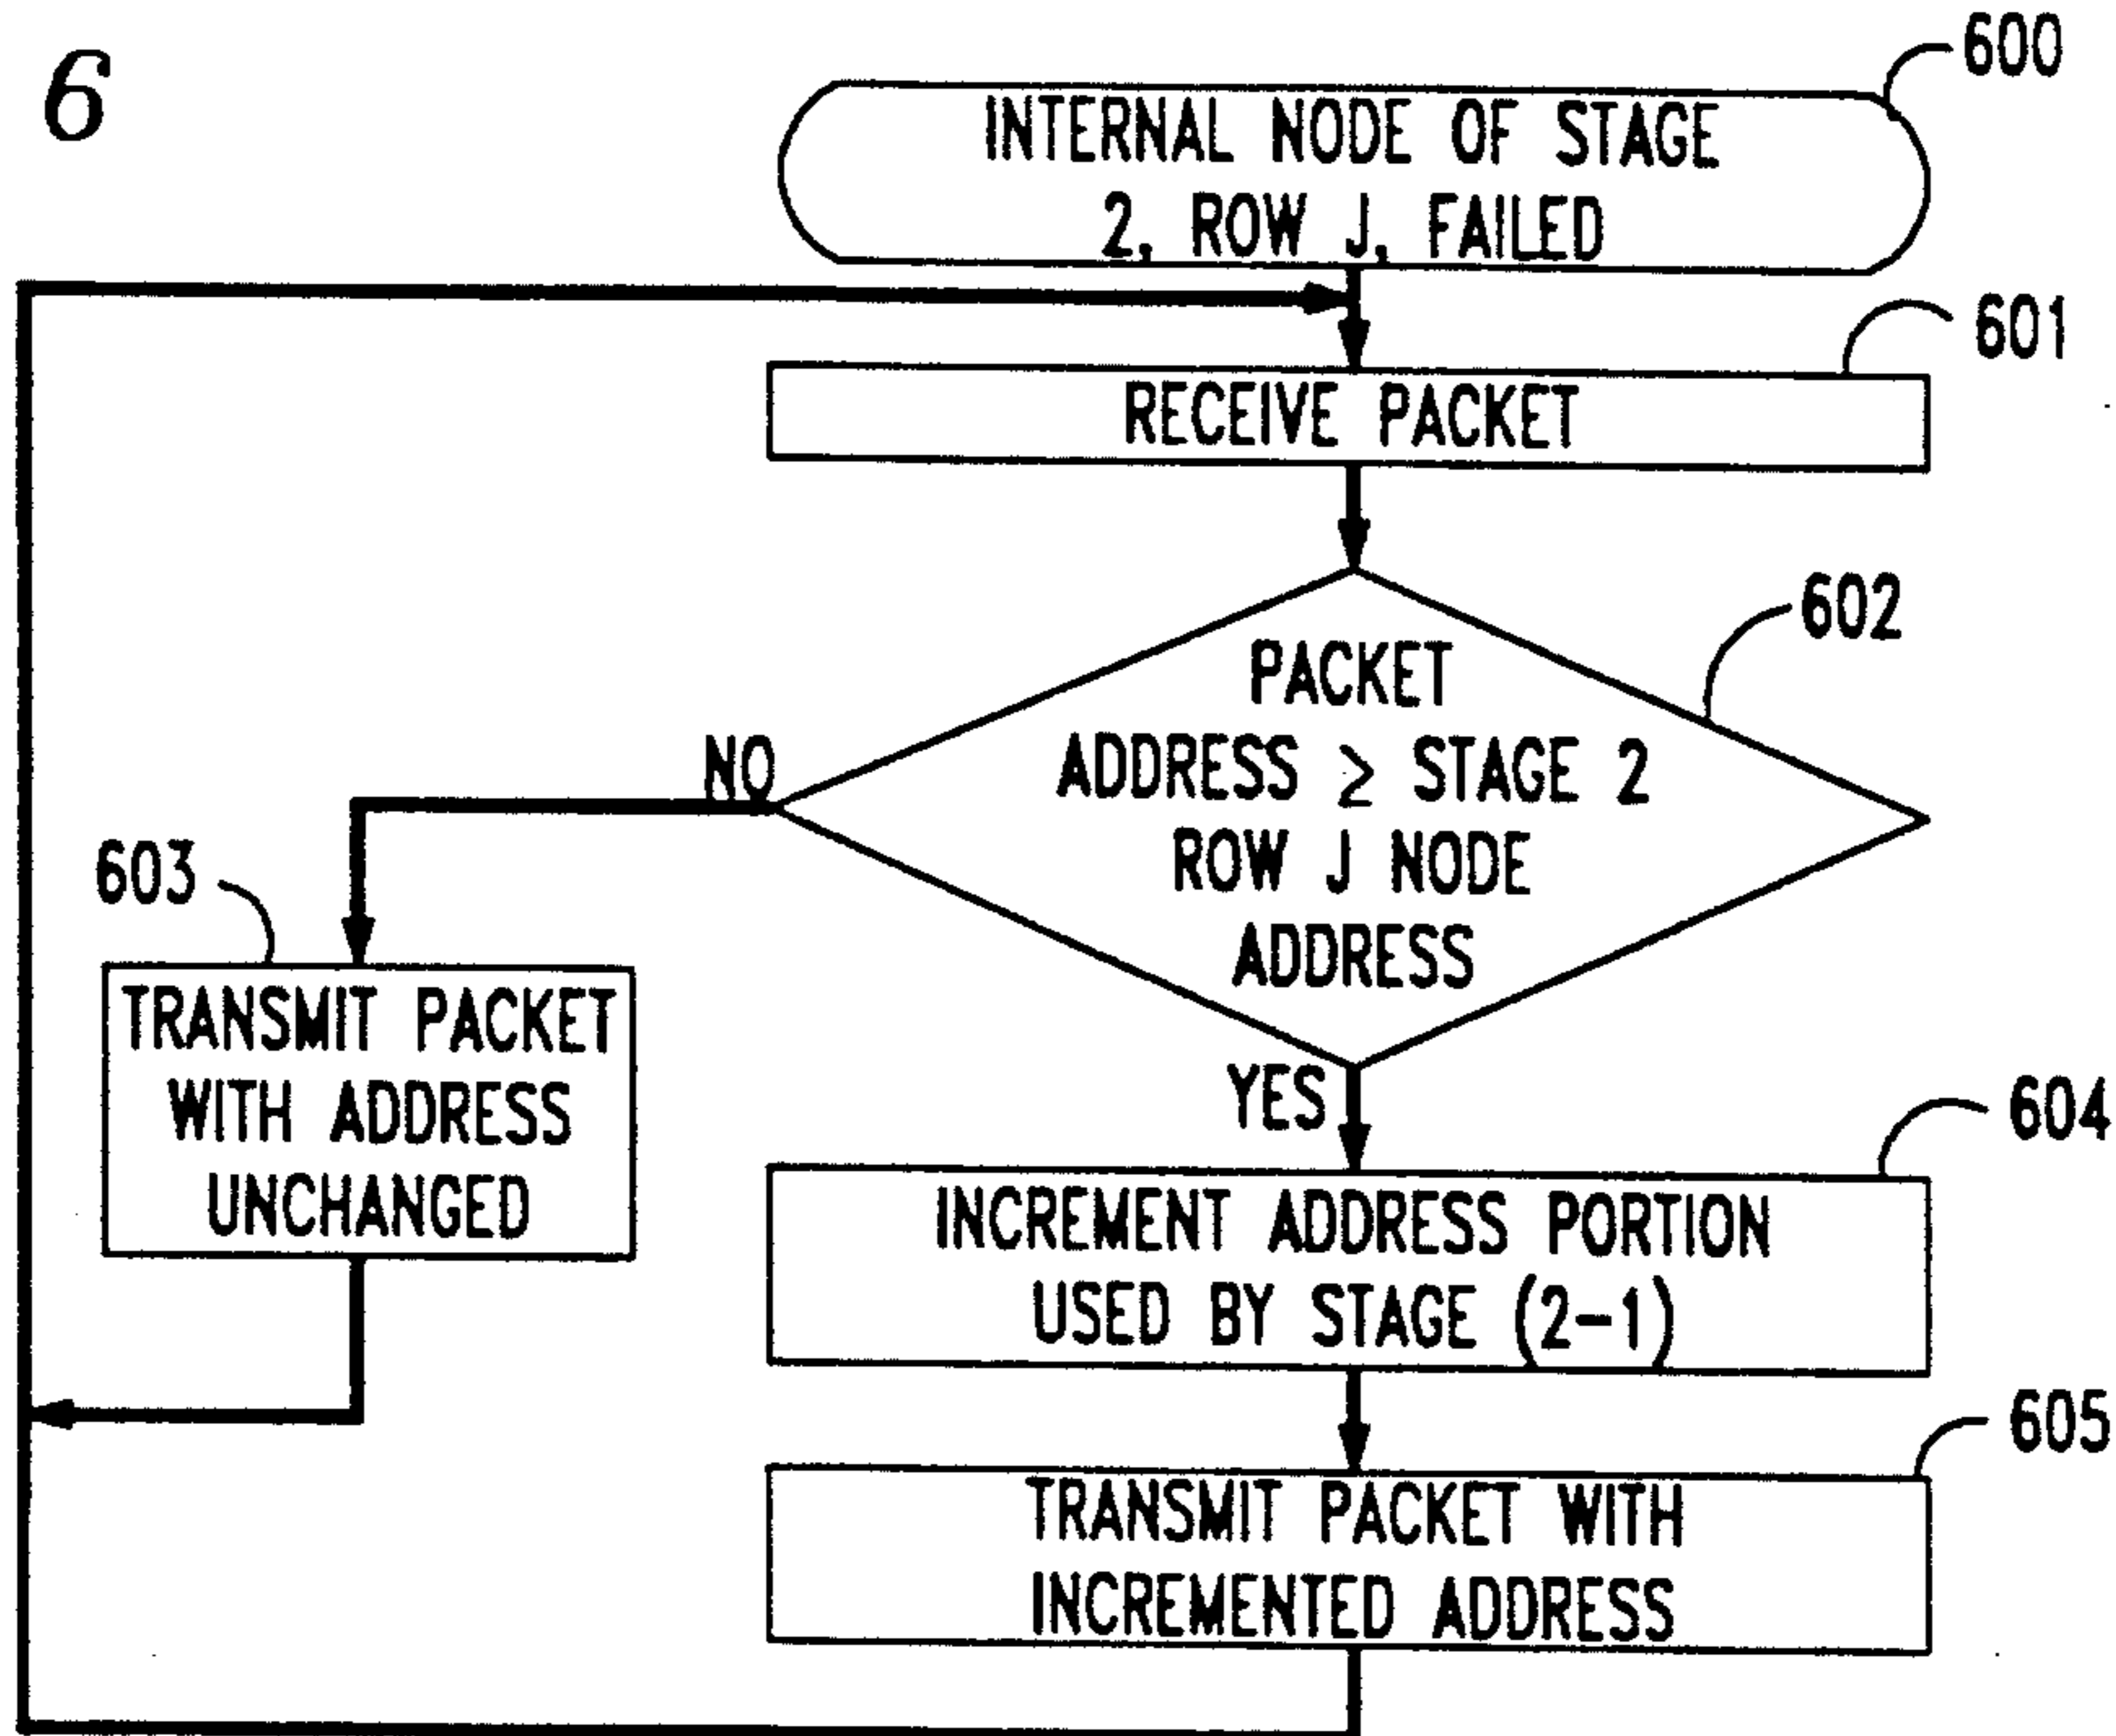 6
600
INTERNAL NODE OF STAGE
2, ROW J, FAILED
601
RECEIVE PACKET
602
PACKET
ADDRESS ≥ STAGE 2
ROW J NODE
ADDRESS
NO
603
TRANSMIT PACKET
WITH ADDRESS
UNCHANGED
YES
604
INCREMENT ADDRESS PORTION
USED BY STAGE (2-1)
605
TRANSMIT PACKET WITH
INCREMENTED ADDRESS